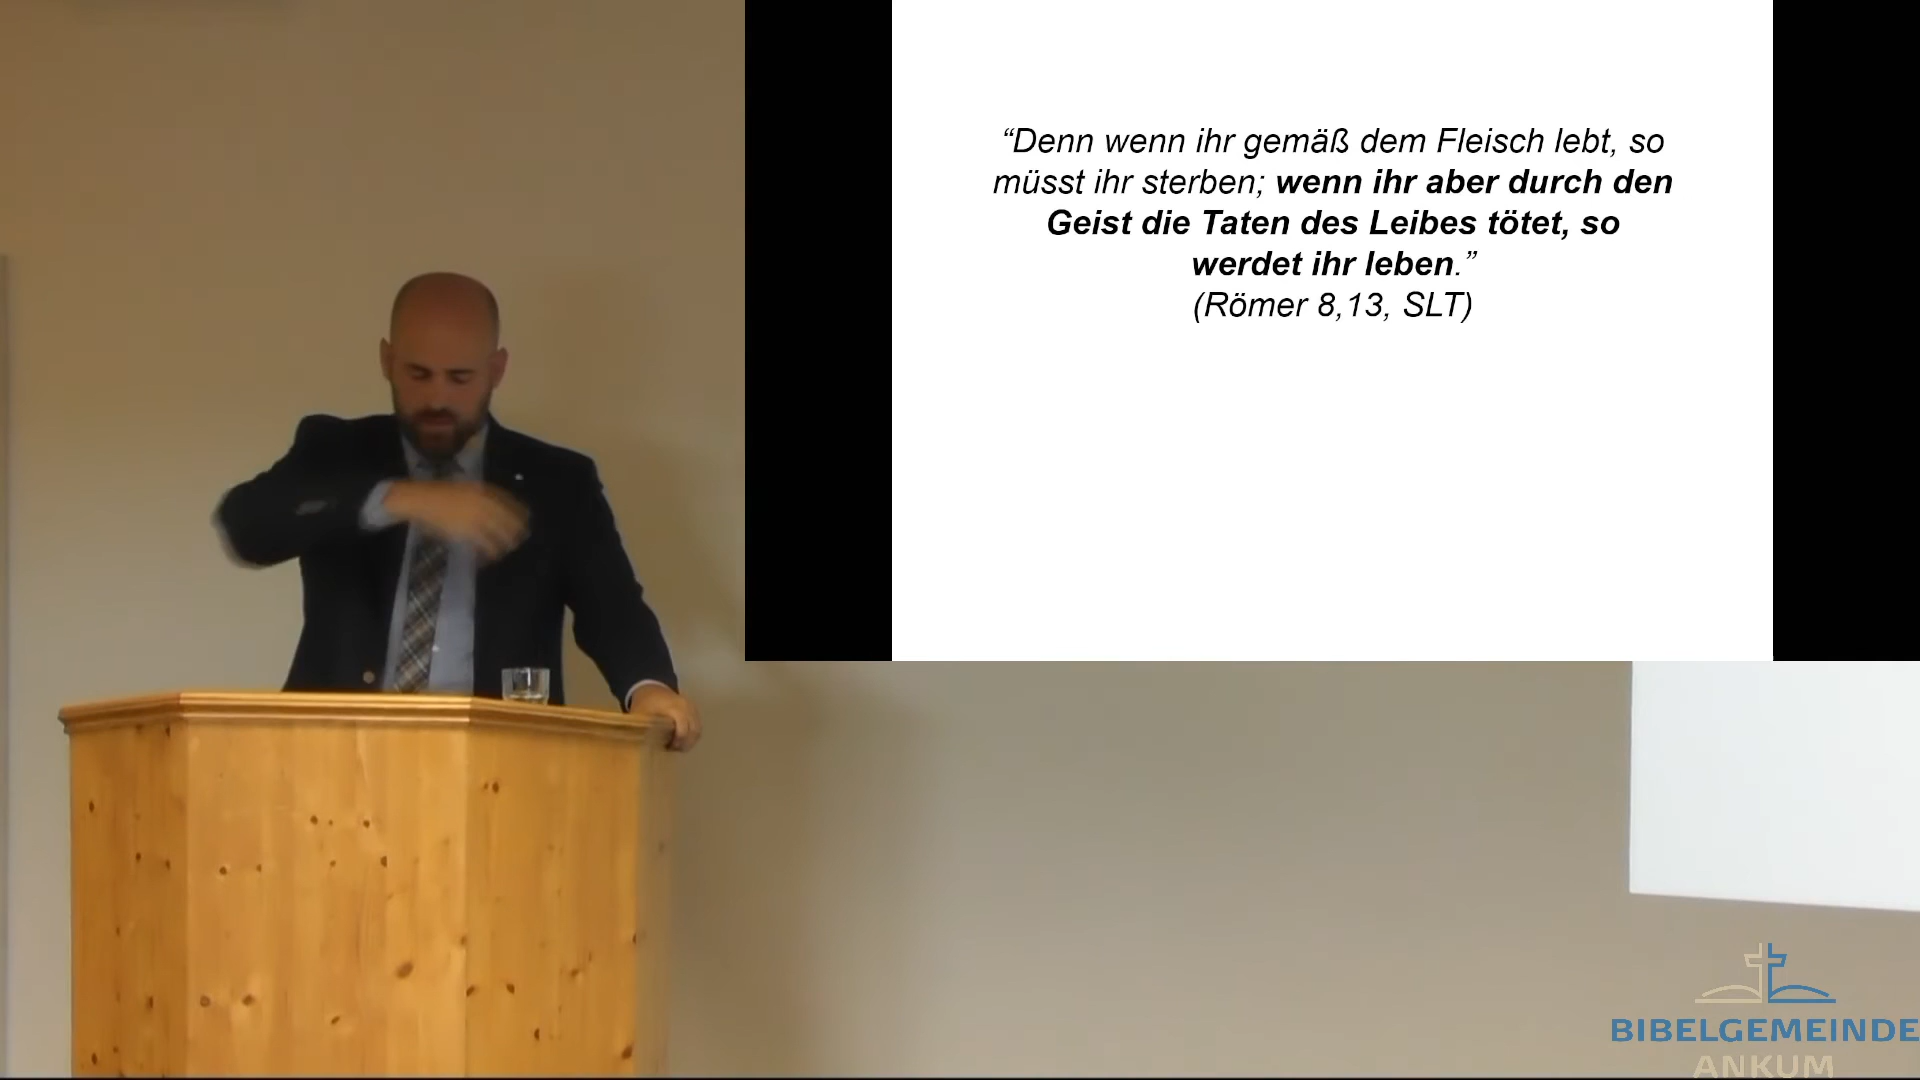 “Denn wenn ihr gemäß dem Fleisch lebt, so
müsst ihr sterben; wenn ihr aber durch den
Geist die Taten des Leibes tötet, so
werdet ihr leben.”
(Römer 8,13, SLT)
BIBELGEMEINDE
ANKUM